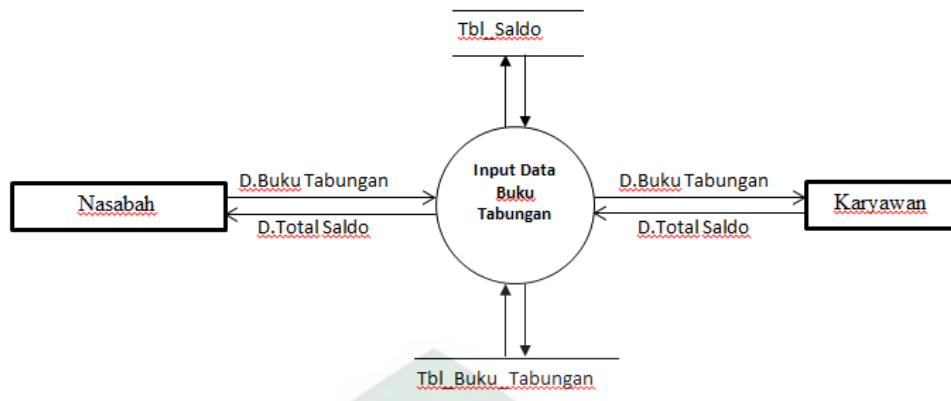 Tbl_Saldo
Input Data
Buku
Tabungan
D.Buku Tabungan
D.Buku Tabungan
Nasabah
Karyawan
D.Total Saldo
D.Total Saldo
Tbl_Buku_Tabungan